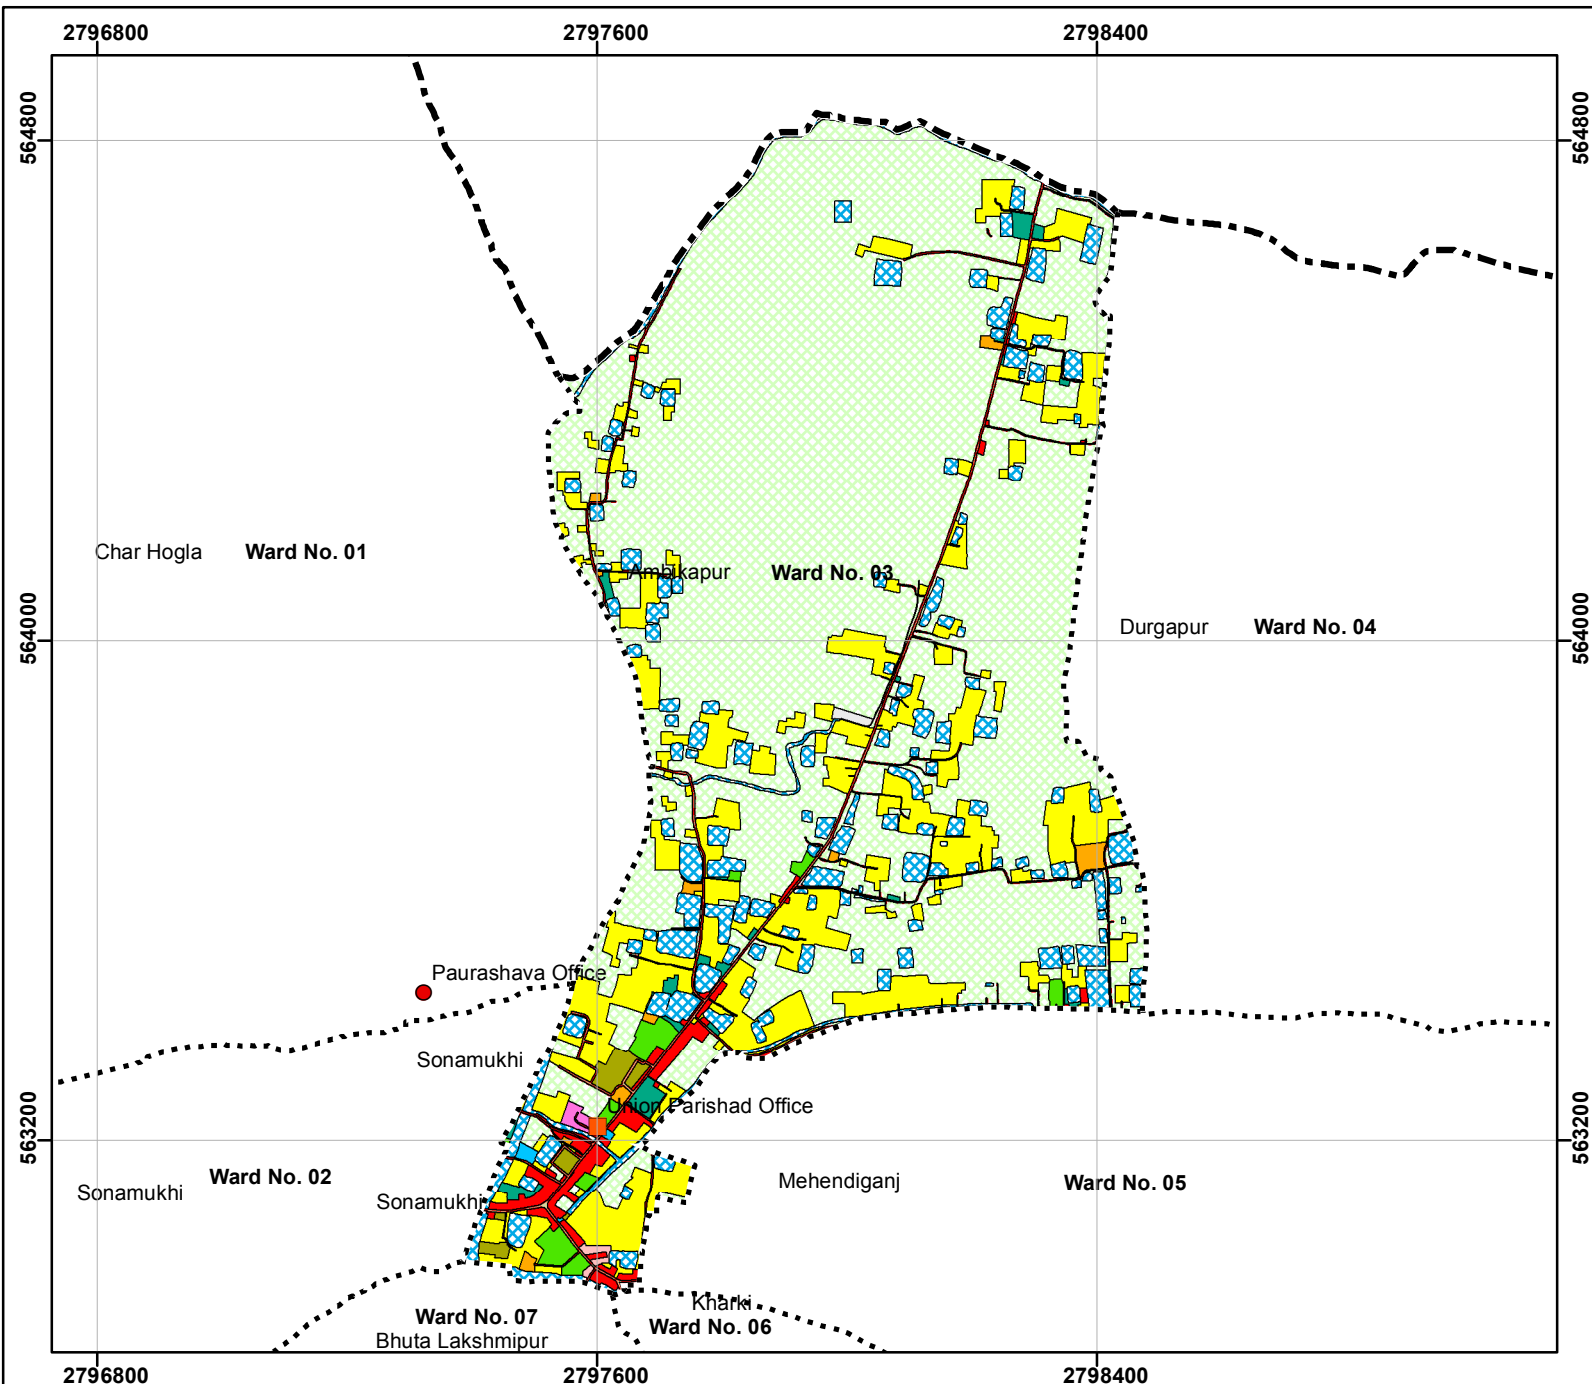 2796800 2797600 2798400
564800 564800
Char Hogla Ward No. 01
Ambikapur Ward No. 03
Durgapur Ward No. 04
564000 564000
Paurashava Office
Sonamukhi
Union Parishad Office
563200 563200
Ward No. 02
Sonamukhi
Sonamukhi
Mehendiganj Ward No. 05
Kharki
Ward No. 07
Ward No. 06
Bhuta Lakshmipur
2796800 2797600 2798400